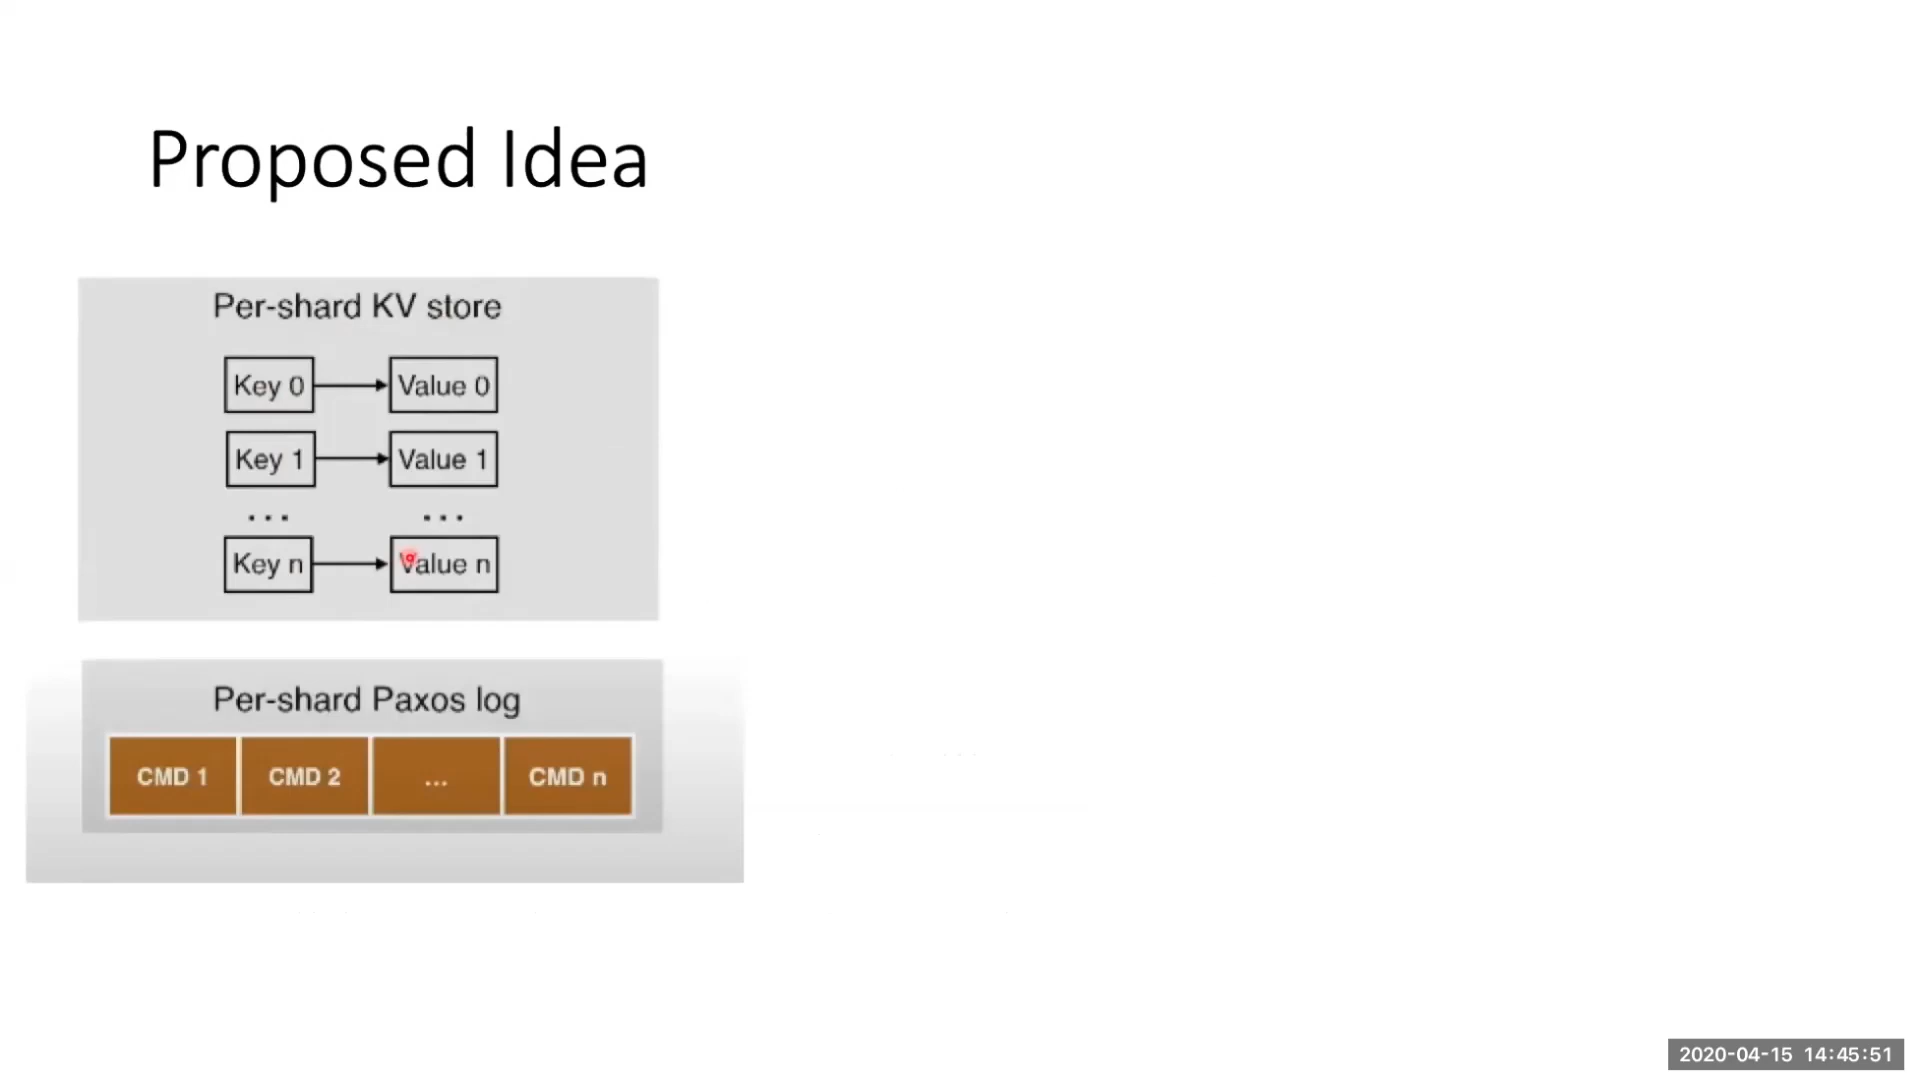 Proposed Idea
Per-shard KV store
Key 0 Value 0
Key 1 Value 1
... ...
Key n Value n
Per-shard Paxos log
CMD 1 CMD 2 ... CMD n
2020-04-15 14:45:51